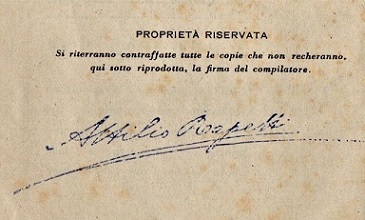 PROPRIETÀ RISERVATA
Si riterranno contraffatte tutte le copie che non recheranno,
qui sotto riprodotta, la firma del compilatore.
Attilio